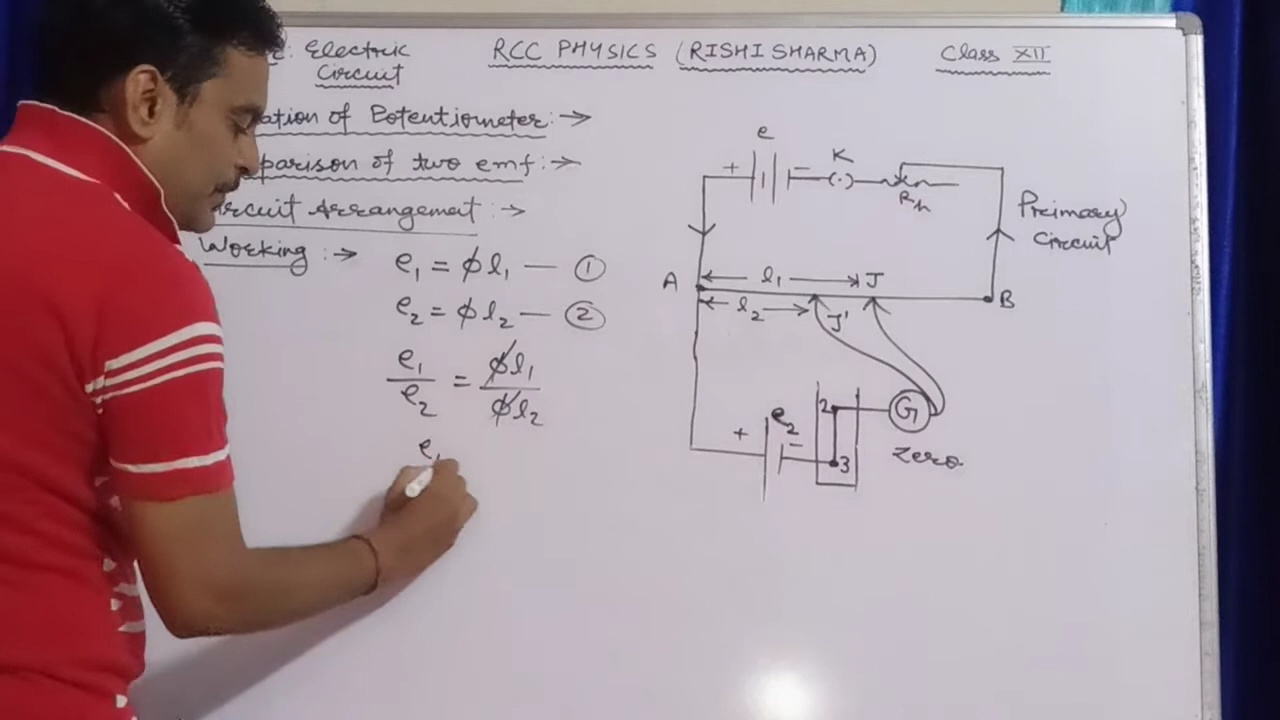 Electric
Circuit
RCC PHYSICS (RISHI SHARMA)
Class XII
ation of Potentiometer :→
parison of two emf :→
rcuit Arrangemat :→
Working :→
e₁ = ϕl₁ — ①
e₂ = ϕl₂ — ②
e₁/e₂ = ϕl₁/ϕl₂
e₁
e
+ −
K
Rh
Primary
Circuit
A
l₁
J
B
l₂
J'
+
e₂
−
2
3
G
Zero